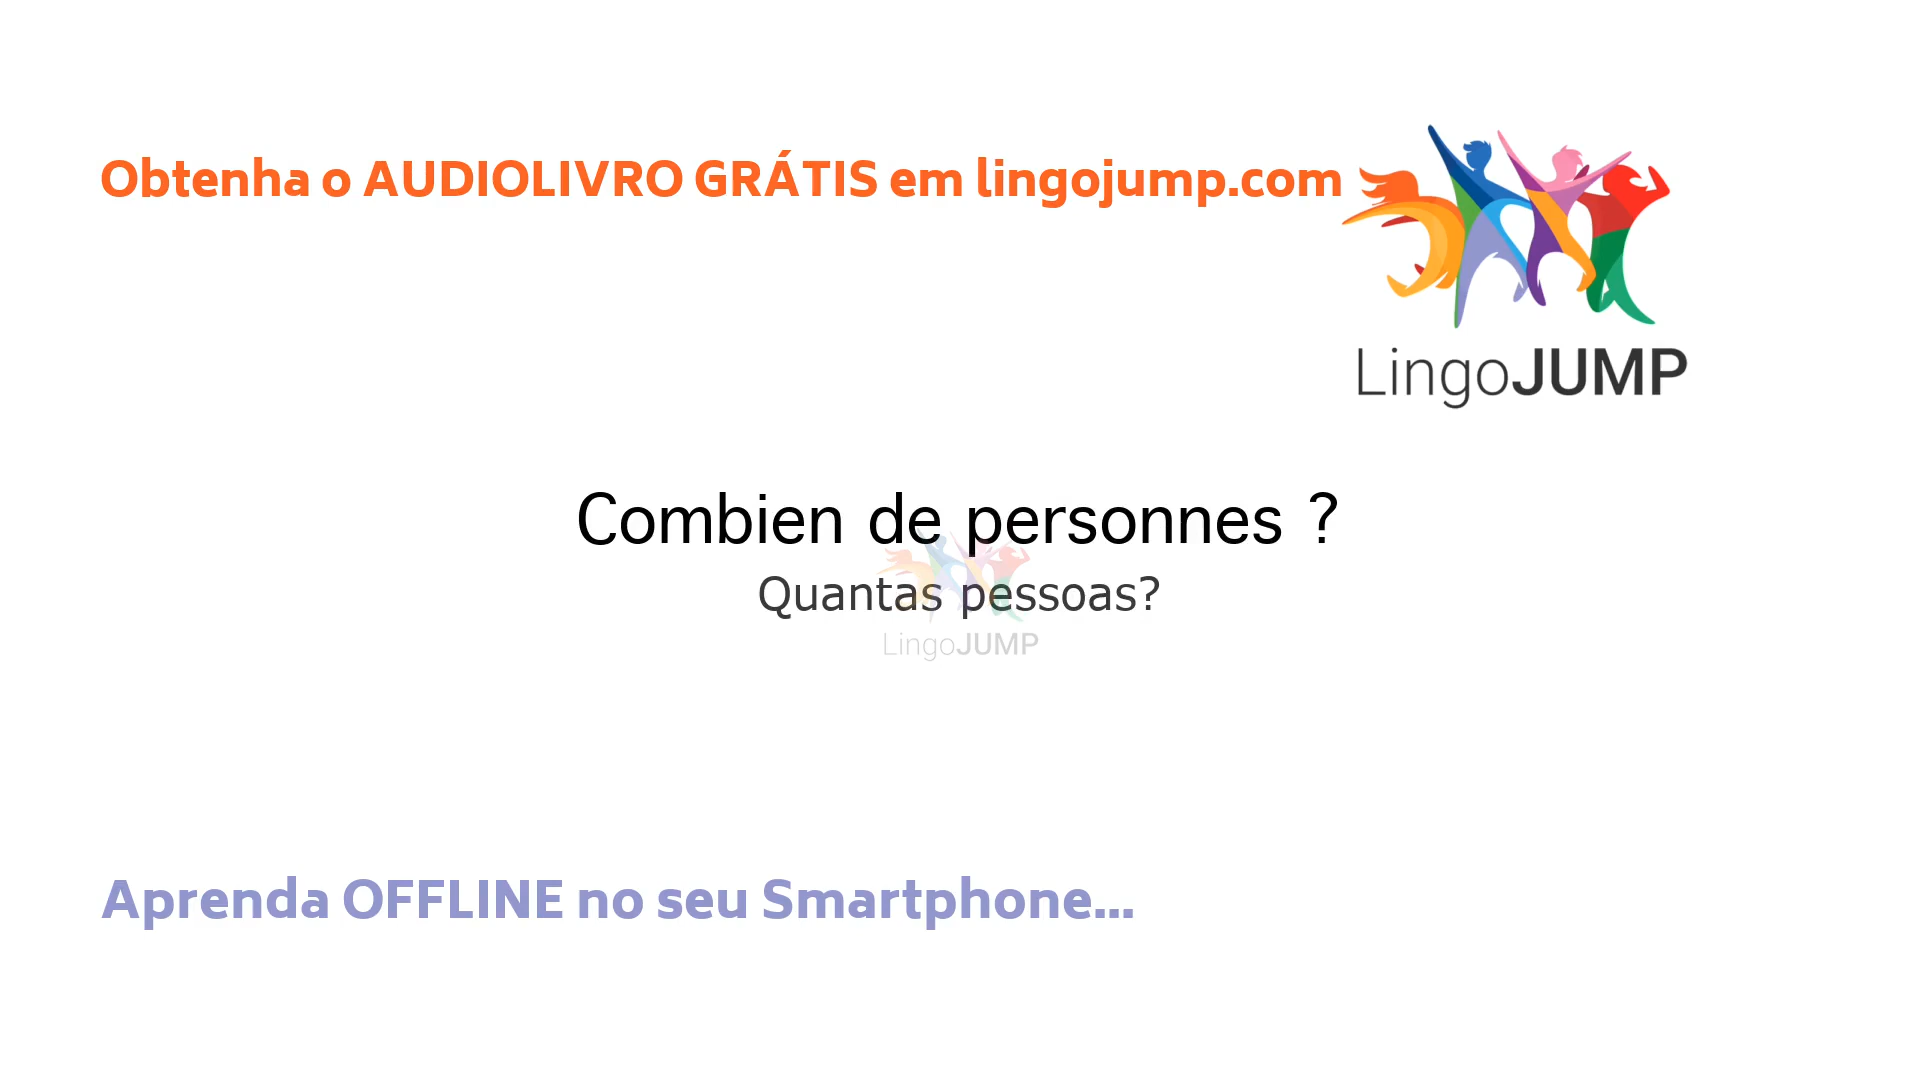 Obtenha o AUDIOLIVRO GRÁTIS em lingojump.com
LingoJUMP
Combien de personnes ?
Quantas pessoas?
LingoJUMP
Aprenda OFFLINE no seu Smartphone...